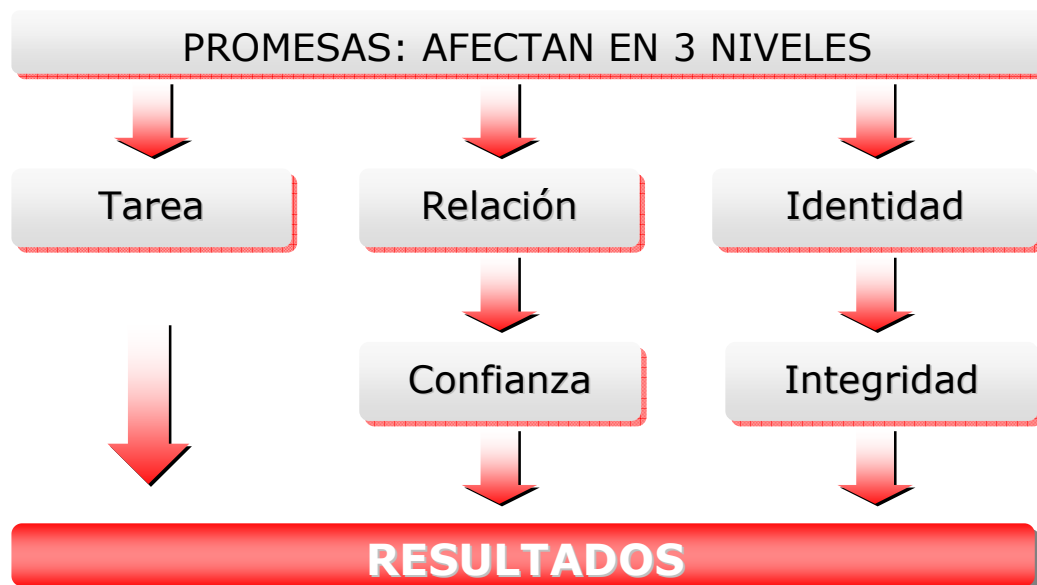 PROMESAS: AFECTAN EN 3 NIVELES
Tarea
Relación
Identidad
Confianza
Integridad
RESULTADOS